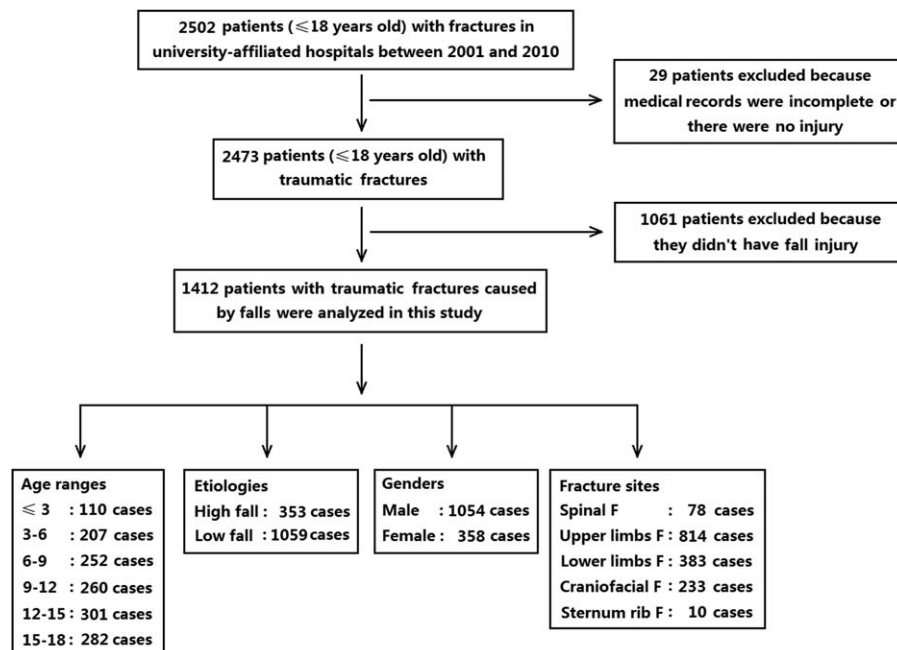 2502 patients (≤18 years old) with fractures in
university-affiliated hospitals between 2001 and 2010
29 patients excluded because
medical records were incomplete or
there were no injury
2473 patients (≤18 years old) with
traumatic fractures
1061 patients excluded because
they didn't have fall injury
1412 patients with traumatic fractures caused
by falls were analyzed in this study
Age ranges
≤ 3 : 110 cases
3-6 : 207 cases
6-9 : 252 cases
9-12 : 260 cases
12-15 : 301 cases
15-18 : 282 cases
Etiologies
High fall : 353 cases
Low fall : 1059 cases
Genders
Male : 1054 cases
Female : 358 cases
Fracture sites
Spinal F : 78 cases
Upper limbs F : 814 cases
Lower limbs F : 383 cases
Craniofacial F : 233 cases
Sternum rib F : 10 cases